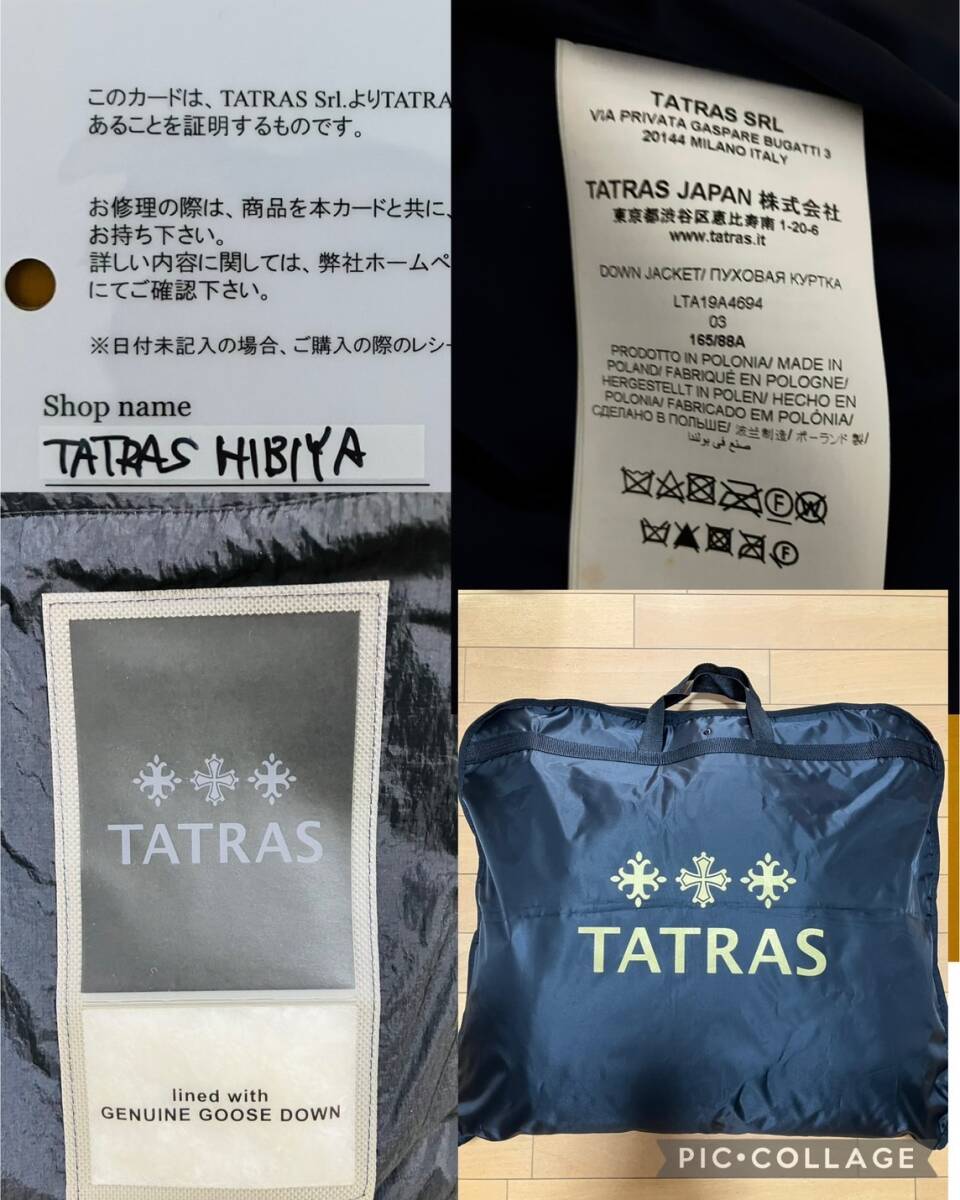 このカードは、TATRAS Srl.よりTATRA
あることを証明するものです。
お修理の際は、商品を本カードと共に、
お持ち下さい。
詳しい内容に関しては、弊社ホームペ
にてご確認下さい。
※日付未記入の場合、ご購入の際のレシ
Shop name
TATRAS HIBIYA
TATRAS SRL
VIA PRIVATA GASPARE BUGATTI 3
20144 MILANO ITALY
TATRAS JAPAN 株式会社
東京都渋谷区恵比寿南 1-20-6
www.tatras.it
DOWN JACKET/ ПУХОВАЯ КУРТКА
LTA19A4694
03
165/88A
PRODOTTO IN POLONIA/ MADE IN
POLAND/ FABRIQUÉ EN POLOGNE/
HERGESTELLT IN POLEN/ HECHO EN
POLONIA/ FABRICADO EM POLÓNIA/
СДЕЛАНО В ПОЛЬШЕ/ 波兰制造/ ポーランド製/
صنع في بولندا
F W
F
TATRAS
lined with
GENUINE GOOSE DOWN
TATRAS
PIC•COLLAGE